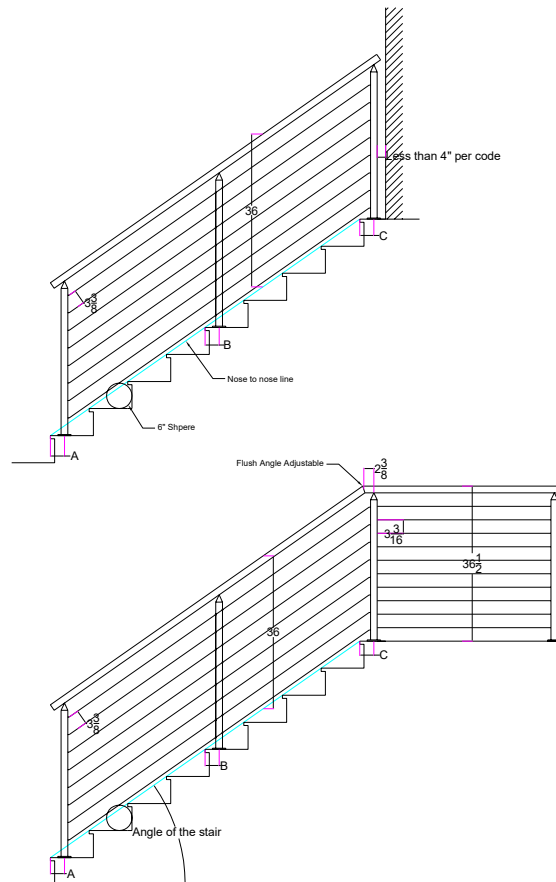 Less than 4" per code
36
C
3 3/8
B
Nose to nose line
6" Shpere
A
Flush Angle Adjustable
2 3/8
3 3/16
36 1/2
36
C
3 3/8
B
Angle of the stair
A